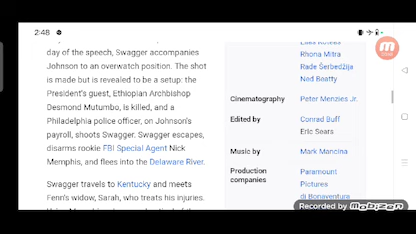 2:48
day of the speech, Swagger accompanies
Johnson to an overwatch position. The shot
is made but is revealed to be a setup: the
President's guest, Ethiopian Archbishop
Desmond Mutumbo, is killed, and a
Philadelphia police officer, on Johnson's
payroll, shoots Swagger. Swagger escapes,
disarms rookie FBI Special Agent Nick
Memphis, and flees into the Delaware River.
Swagger travels to Kentucky and meets
Fenn's widow, Sarah, who treats his injuries.
Elias Koteas
Rhona Mitra
Rade Šerbedžija
Ned Beatty
Cinematography Peter Menzies Jr.
Edited by Conrad Buff
Eric Sears
Music by Mark Mancina
Production Paramount
companies Pictures
di Bonaventura
Recorded by Mobizen